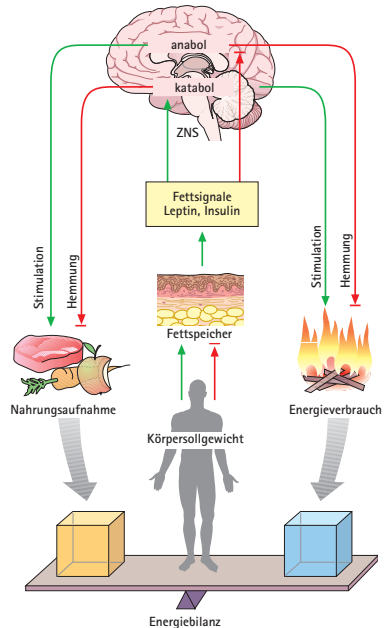 anabol
katabol
ZNS
Fettsignale
Leptin, Insulin
Stimulation
Hemmung
Stimulation
Hemmung
Fettspeicher
Nahrungsaufnahme
Energieverbrauch
Körpersollgewicht
Energiebilanz